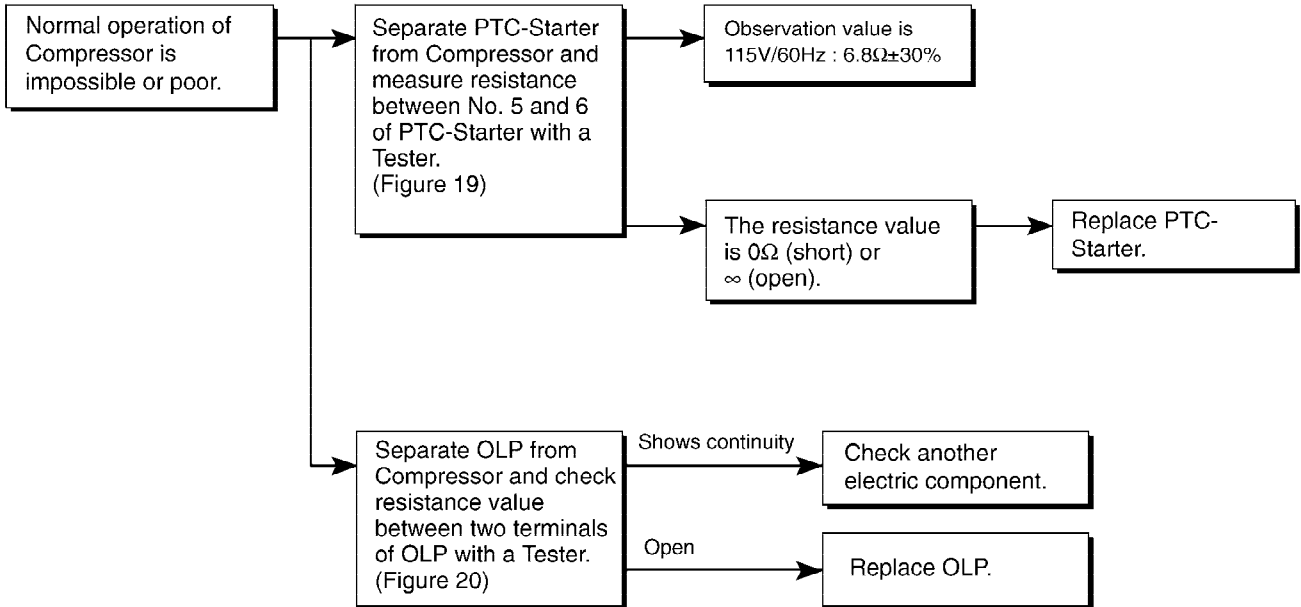 Normal operation of
Compressor is
impossible or poor.
Separate PTC-Starter
from Compressor and
measure resistance
between No. 5 and 6
of PTC-Starter with a
Tester.
(Figure 19)
Observation value is
115V/60Hz : 6.8Ω±30%
The resistance value
is 0Ω (short) or
∞ (open).
Replace PTC-
Starter.
Separate OLP from
Compressor and check
resistance value
between two terminals
of OLP with a Tester.
(Figure 20)
Shows continuity
Check another
electric component.
Open
Replace OLP.